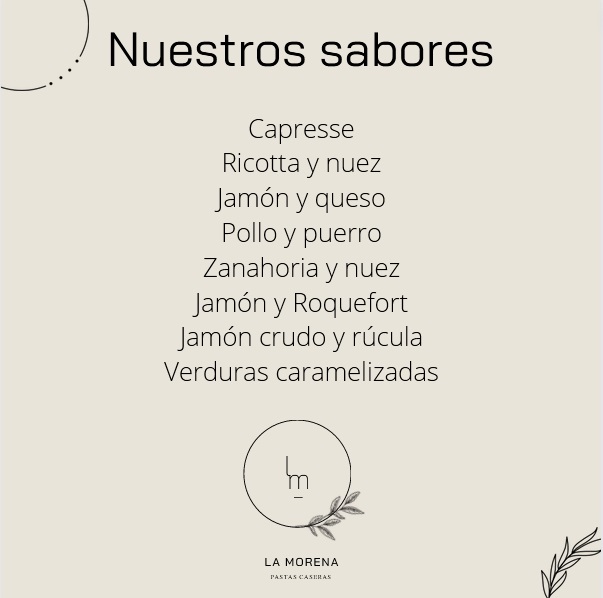 Nuestros sabores
Capresse
Ricotta y nuez
Jamón y queso
Pollo y puerro
Zanahoria y nuez
Jamón y Roquefort
Jamón crudo y rúcula
Verduras caramelizadas
lm
LA MORENA
PASTAS CASERAS